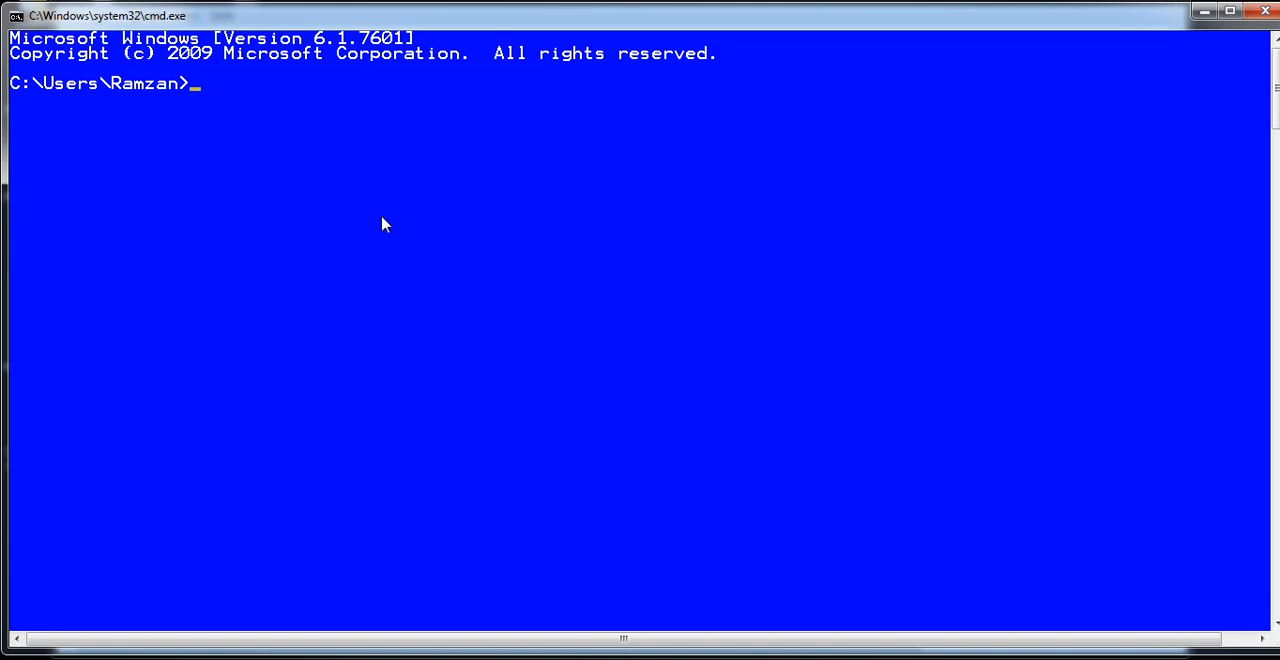 C:\Windows\system32\cmd.exe
Microsoft Windows [Version 6.1.7601]
Copyright (c) 2009 Microsoft Corporation.  All rights reserved.
C:\Users\Ramzan>_